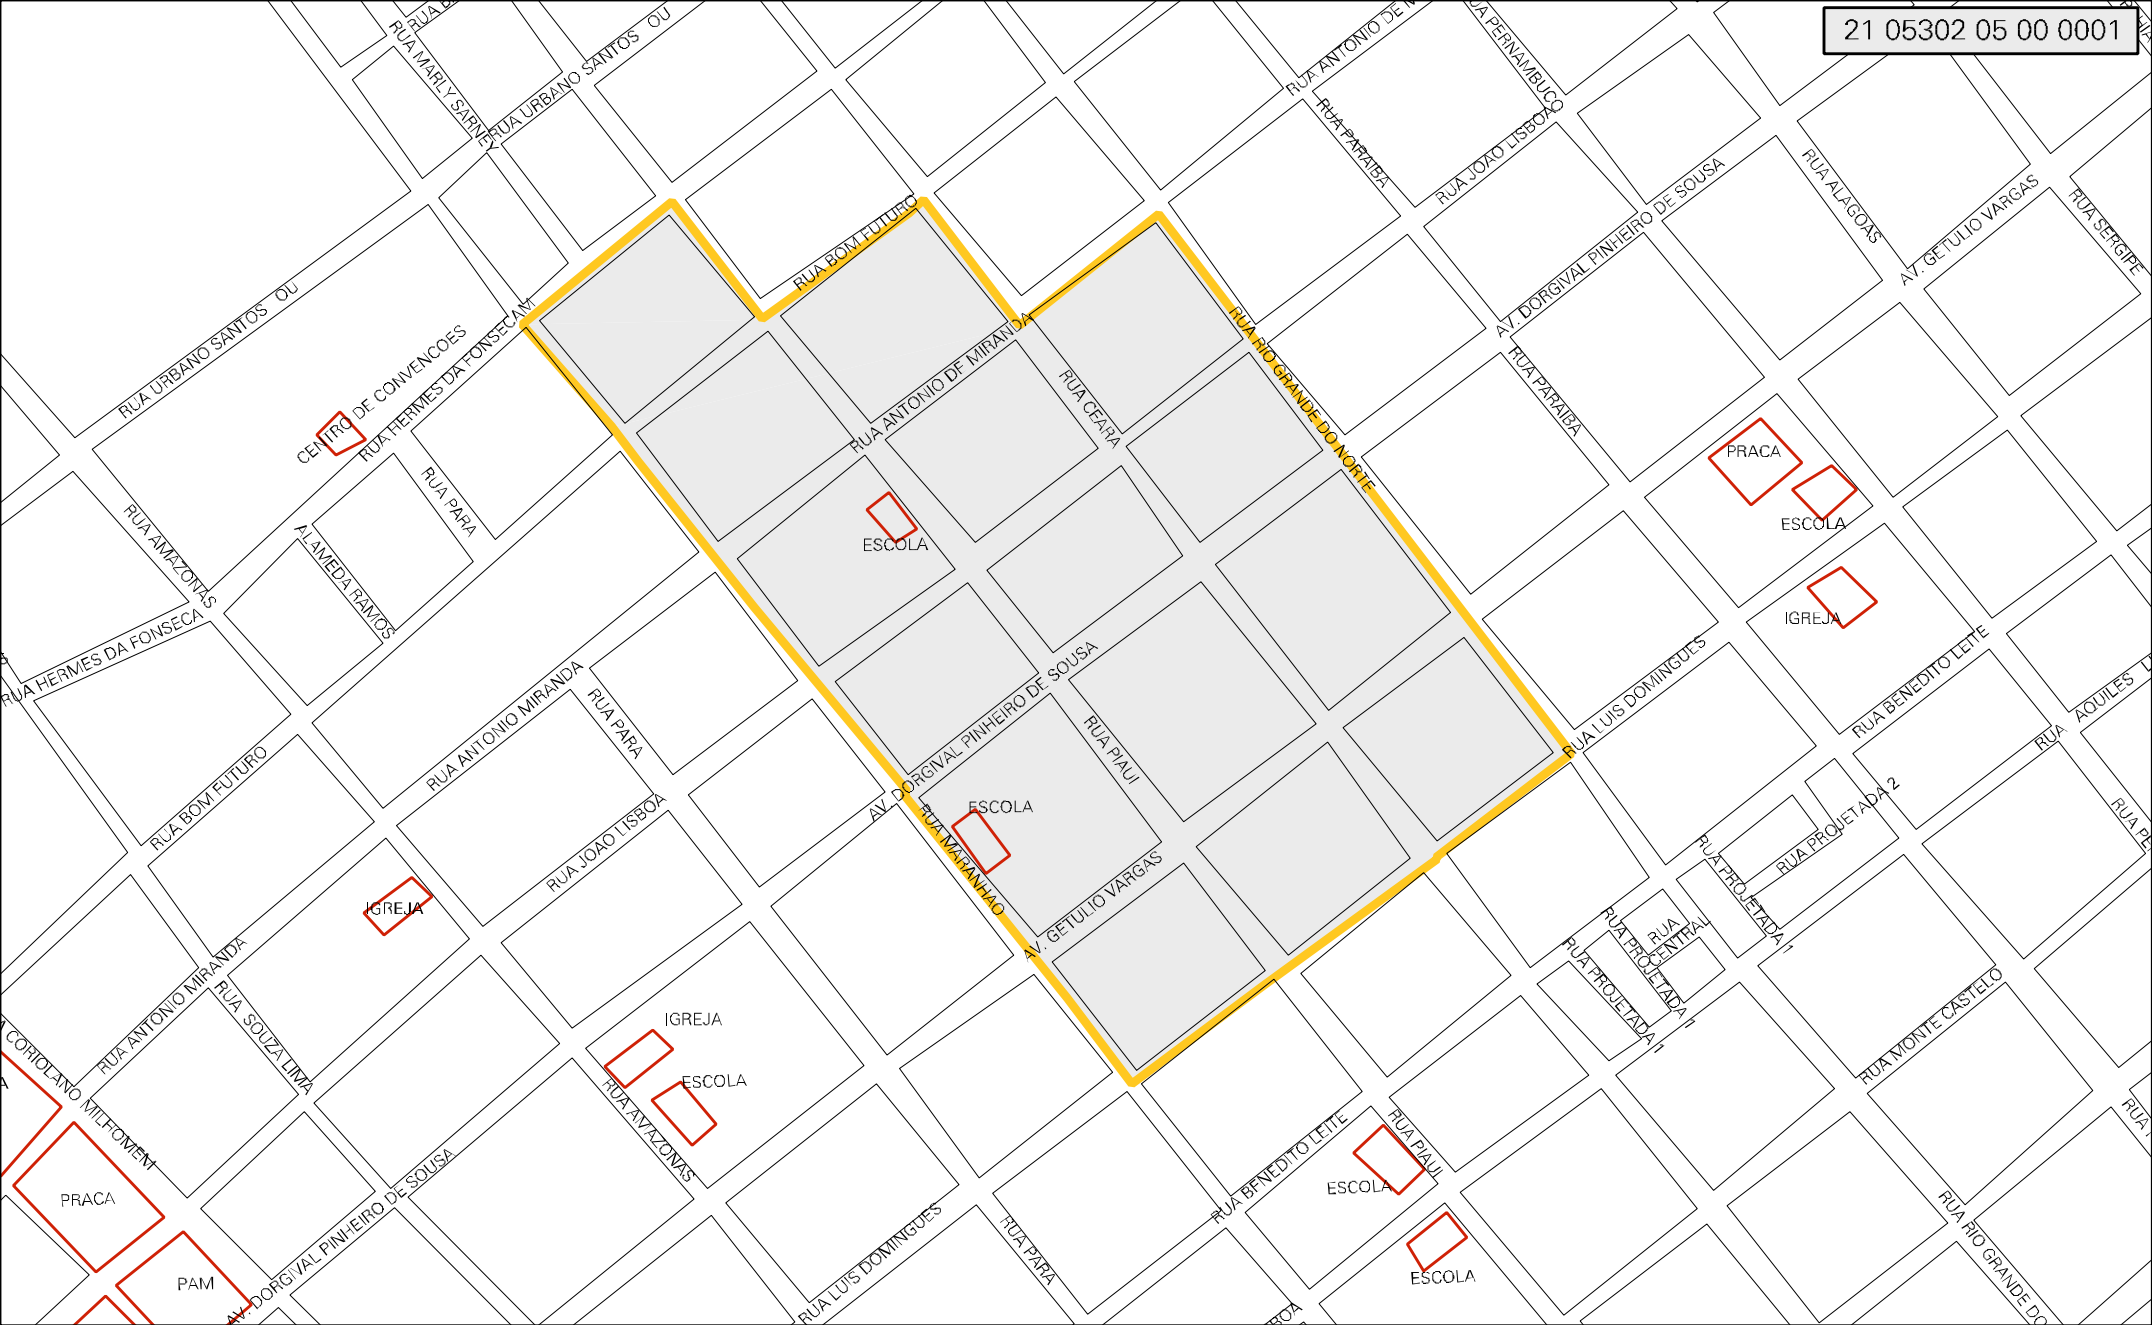 21 05302 05 00 0001
RUA MARLY SARNEY
RUA URBANO SANTOS OU
RUA ANTONIO DE M
RUA PERNAMBUCO
RUA PARAIBA
RUA JOAO LISBOA
AV. DORGIVAL PINHEIRO DE SOUSA
RUA ALAGOAS
AV. GETULIO VARGAS
RUA SERGIPE
RUA BOM FUTURO
RUA URBANO SANTOS OU
CENTRO DE CONVENCOES
RUA HERMES DA FONSECAM
RUA ANTONIO DE MIRANDA
RUA CEARA
RUA RIO GRANDE DO NORTE
RUA PARAIBA
PRACA
ESCOLA
IGREJA
RUA PARA
ALAMEDA RAMOS
RUA AMAZONAS
RUA HERMES DA FONSECA
ESCOLA
RUA ANTONIO MIRANDA
RUA PARA
AV. DORGIVAL PINHEIRO DE SOUSA
RUA PIAUI
RUA LUIS DOMINGUES
RUA BENEDITO LEITE
RUA AQUILES
RUA BOM FUTURO
RUA JOAO LISBOA
ESCOLA
RUA MARANHAO
AV. GETULIO VARGAS
RUA PROJETADA 2
RUA PROJETADA 1
RUA PROJETADA 1
RUA PROJETADA 1
RUA
CENTRAL
RUA PE
IGREJA
RUA ANTONIO MIRANDA
RUA SOUZA LIMA
IGREJA
ESCOLA
RUA AMAZONAS
RUA MONTE CASTELO
CORIOLANO MILHOMEM
PRACA
PAM
AV. DORGIVAL PINHEIRO DE SOUSA
RUA LUIS DOMINGUES
RUA PARA
RUA BENEDITO LEITE
RUA PIAUI
ESCOLA
ESCOLA
RUA RIO GRANDE DO